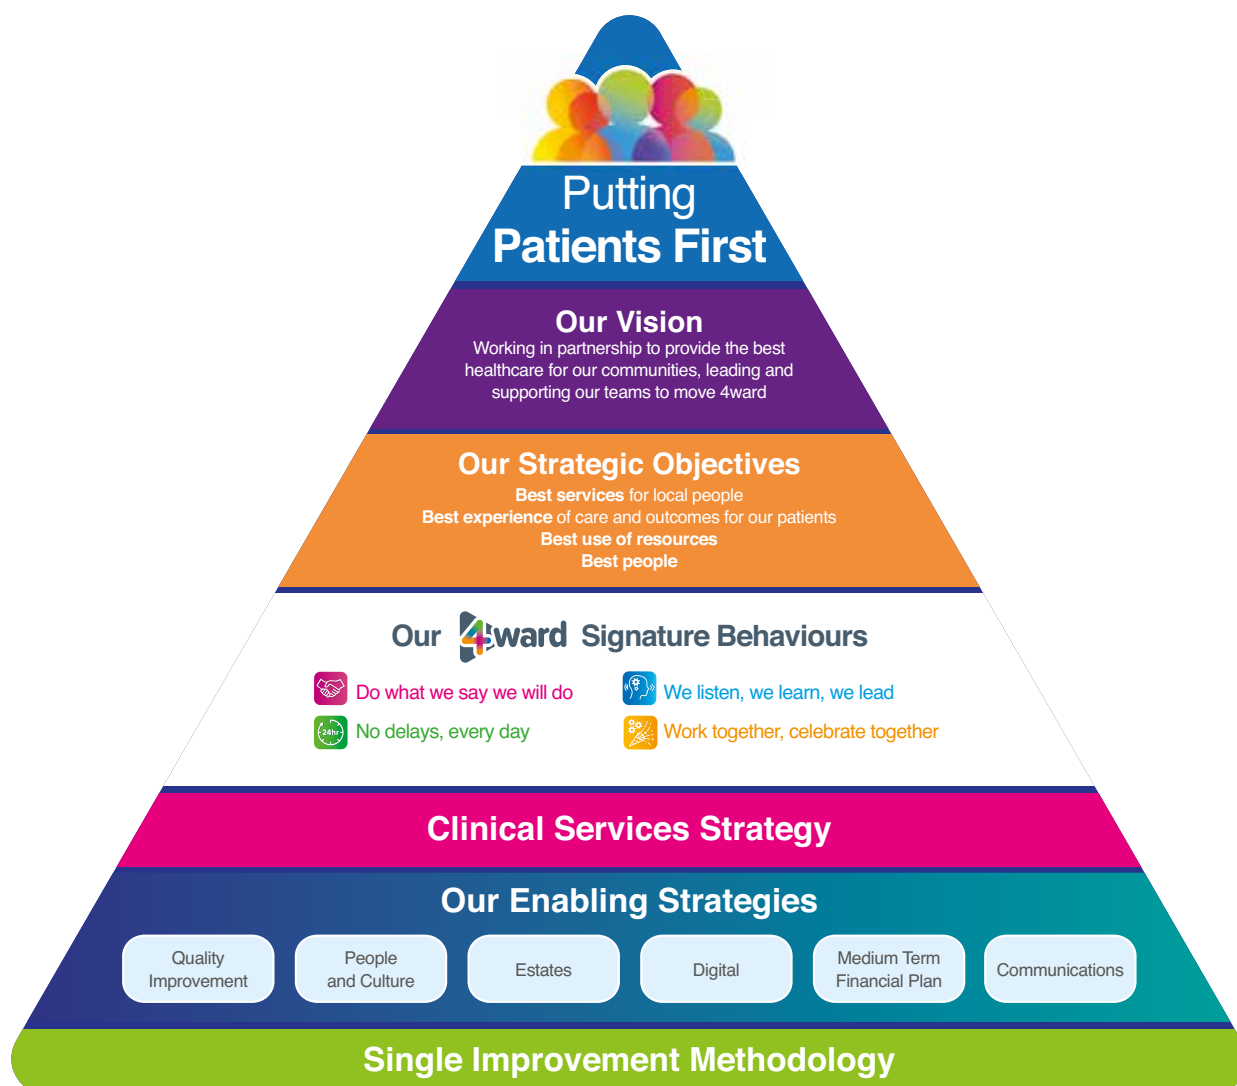 Putting
Patients First
Our Vision
Working in partnership to provide the best
healthcare for our communities, leading and
supporting our teams to move 4ward
Our Strategic Objectives
Best services for local people
Best experience of care and outcomes for our patients
Best use of resources
Best people
Our 4ward Signature Behaviours
Do what we say we will do
We listen, we learn, we lead
24hr
No delays, every day
Work together, celebrate together
Clinical Services Strategy
Our Enabling Strategies
Quality
Improvement
People
and Culture
Estates
Digital
Medium Term
Financial Plan
Communications
Single Improvement Methodology